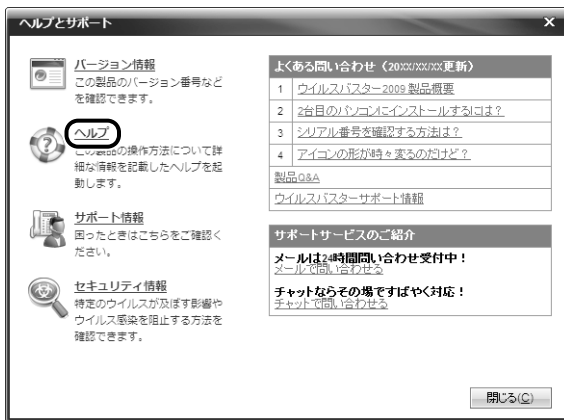 ヘルプとサポート
バージョン情報
この製品のバージョン番号など
を確認できます。
ヘルプ
この製品の操作方法について詳
細な情報を記載したヘルプを起
動します。
サポート情報
困ったときはこちらをご確認く
ださい。
セキュリティ情報
特定のウイルスが及ぼす影響や
ウイルス感染を阻止する方法を
確認できます。
よくある問い合わせ（20XX/XX/XX更新）
1 ウイルスバスター2009 製品概要
2 2台目のパソコンにインストールするには？
3 シリアル番号を確認する方法は？
4 アイコンの形が時々変るのだけど？
製品Q&A
ウイルスバスターサポート情報
サポートサービスのご紹介
メールは24時間問い合わせ受付中！
メールで問い合わせる
チャットならその場ですばやく対応！
チャットで問い合わせる
閉じる(C)